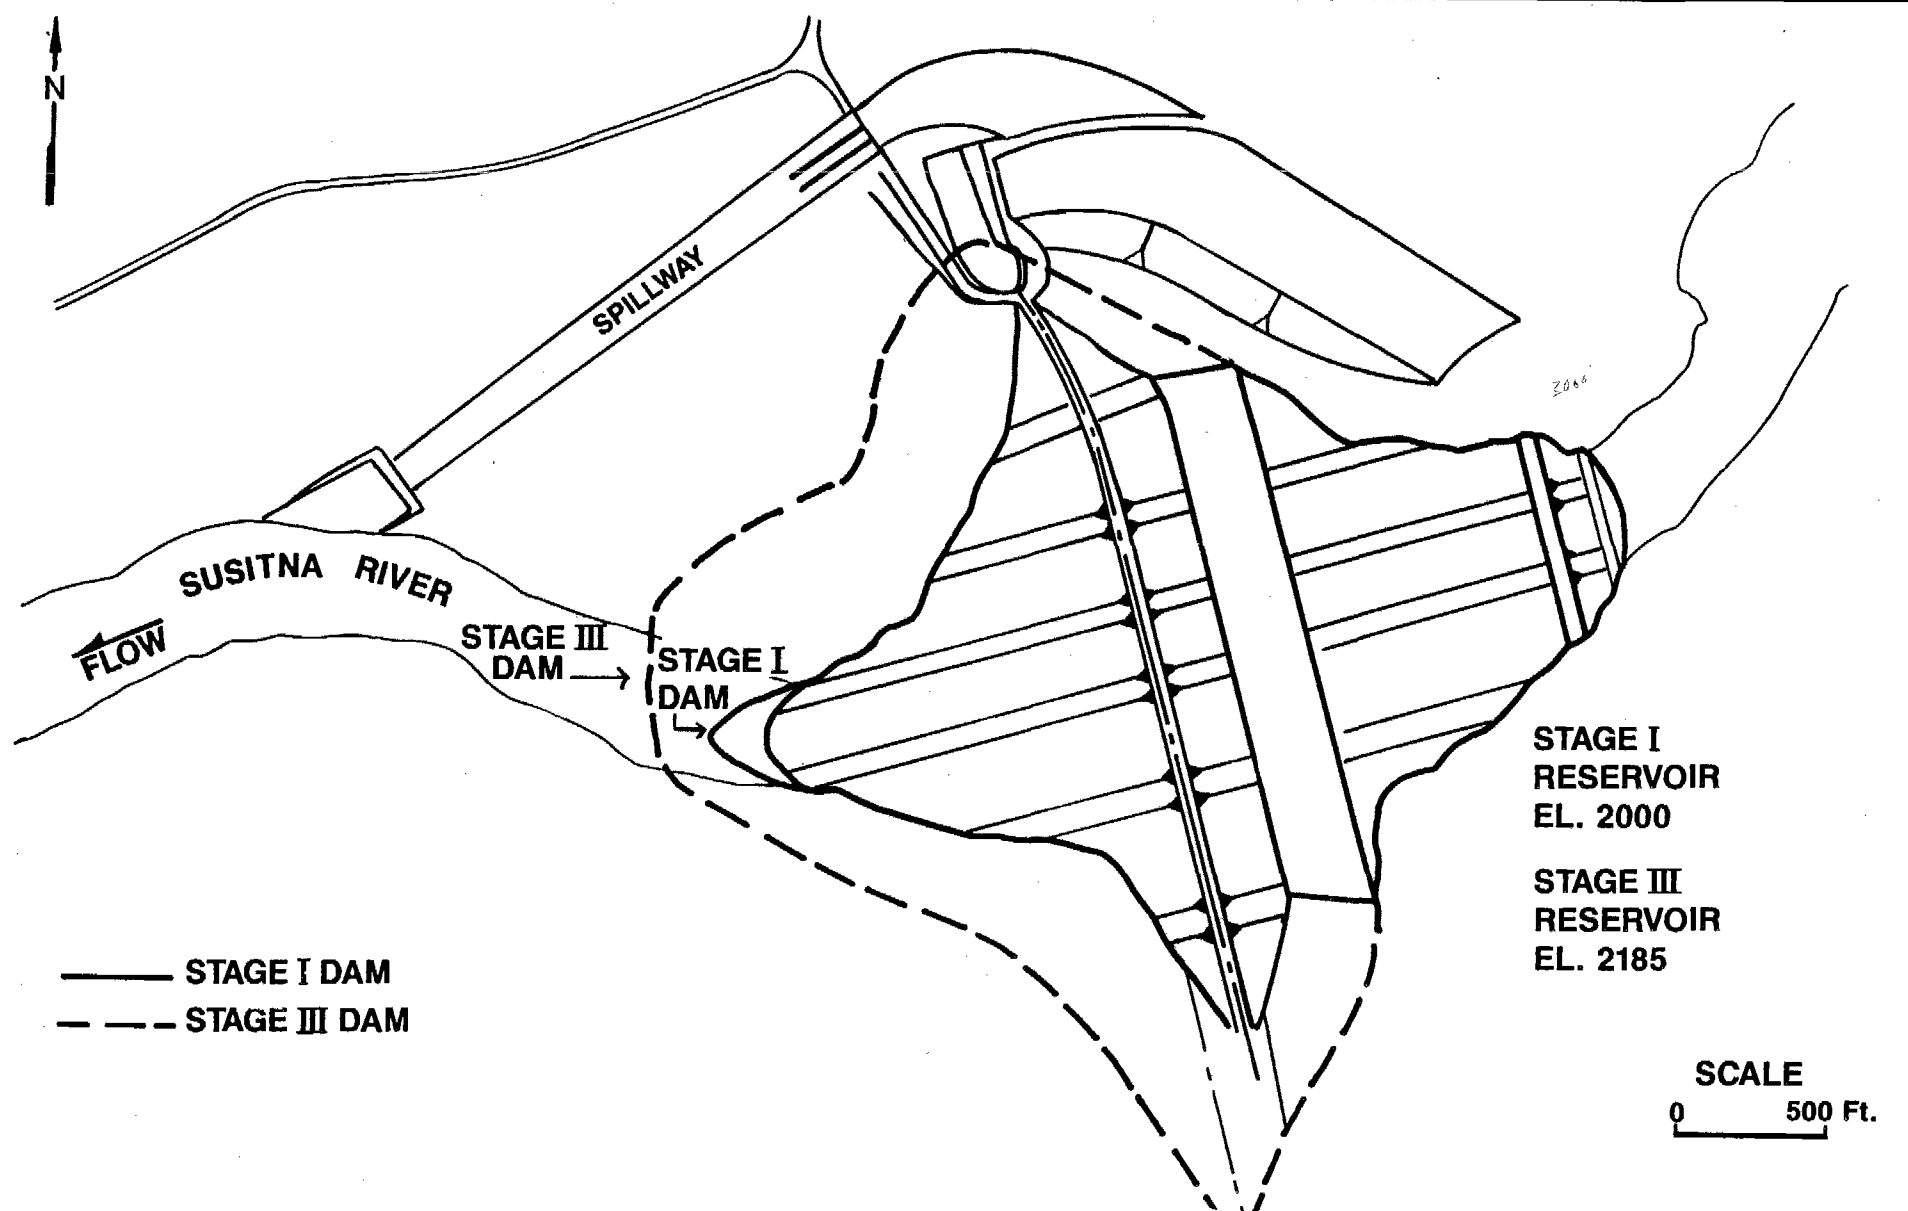 N
SPILLWAY
SUSITNA RIVER
FLOW
STAGE III
DAM
STAGE I
DAM
STAGE I
RESERVOIR
EL. 2000
STAGE III
RESERVOIR
EL. 2185
STAGE I DAM
STAGE III DAM
SCALE
0 500 Ft.